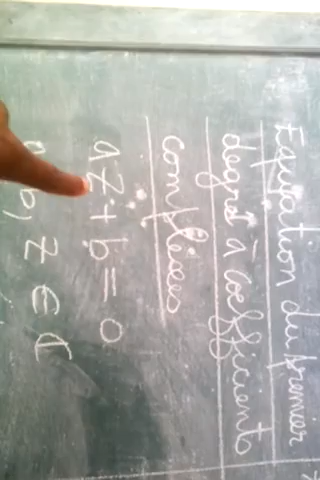 Equation du premier
degré à coefficients
complexes
az + b = 0
a, b, z ∈ ℂ